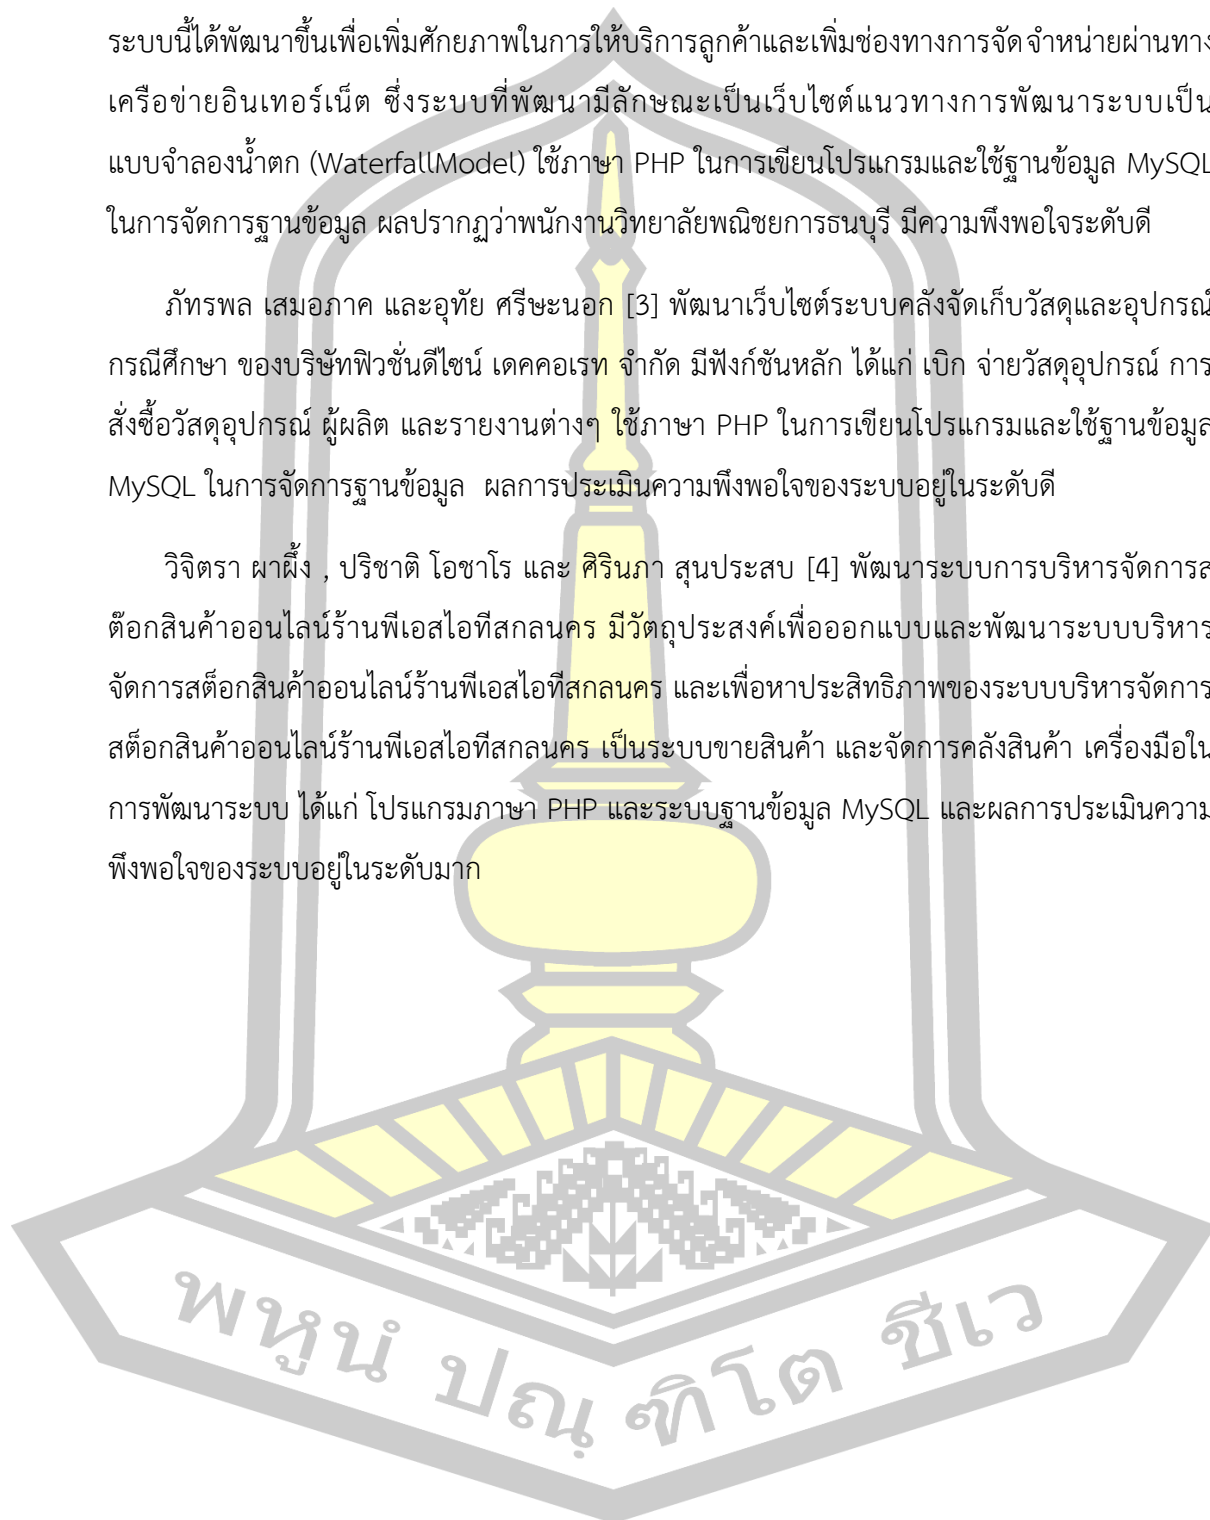 ระบบนี้ได้พัฒนาขึ้นเพื่อเพิ่มศักยภาพในการให้บริการลูกค้าและเพิ่มช่องทางการจัดจำหน่ายผ่านทาง
เครือข่ายอินเทอร์เน็ต ซึ่งระบบที่พัฒนามีลักษณะเป็นเว็บไซต์แนวทางการพัฒนาระบบเป็น
แบบจำลองน้ำตก (WaterfallModel) ใช้ภาษา PHP ในการเขียนโปรแกรมและใช้ฐานข้อมูล MySQL
ในการจัดการฐานข้อมูล ผลปรากฏว่าพนักงานวิทยาลัยพณิชยการธนบุรี มีความพึงพอใจระดับดี
ภัทรพล เสมอภาค และอุทัย ศรีษะนอก [3] พัฒนาเว็บไซต์ระบบคลังจัดเก็บวัสดุและอุปกรณ์
กรณีศึกษา ของบริษัทฟิวชั่นดีไซน์ เดคคอเรท จำกัด มีฟังก์ชันหลัก ได้แก่ เบิก จ่ายวัสดุอุปกรณ์ การ
สั่งซื้อวัสดุอุปกรณ์ ผู้ผลิต และรายงานต่างๆ ใช้ภาษา PHP ในการเขียนโปรแกรมและใช้ฐานข้อมูล
MySQL ในการจัดการฐานข้อมูล ผลการประเมินความพึงพอใจของระบบอยู่ในระดับดี
วิจิตรา ผาผึ้ง , ปริชาติ โอชาโร และ ศิรินภา สุนประสบ [4] พัฒนาระบบการบริหารจัดการส
ต๊อกสินค้าออนไลน์ร้านพีเอสไอทีสกลนคร มีวัตถุประสงค์เพื่อออกแบบและพัฒนาระบบบริหาร
จัดการสต็อกสินค้าออนไลน์ร้านพีเอสไอทีสกลนคร และเพื่อหาประสิทธิภาพของระบบบริหารจัดการ
สต็อกสินค้าออนไลน์ร้านพีเอสไอทีสกลนคร เป็นระบบขายสินค้า และจัดการคลังสินค้า เครื่องมือใน
การพัฒนาระบบ ได้แก่ โปรแกรมภาษา PHP และระบบฐานข้อมูล MySQL และผลการประเมินความ
พึงพอใจของระบบอยู่ในระดับมาก
พหูนํ ปณฺฑิโต ชีเว